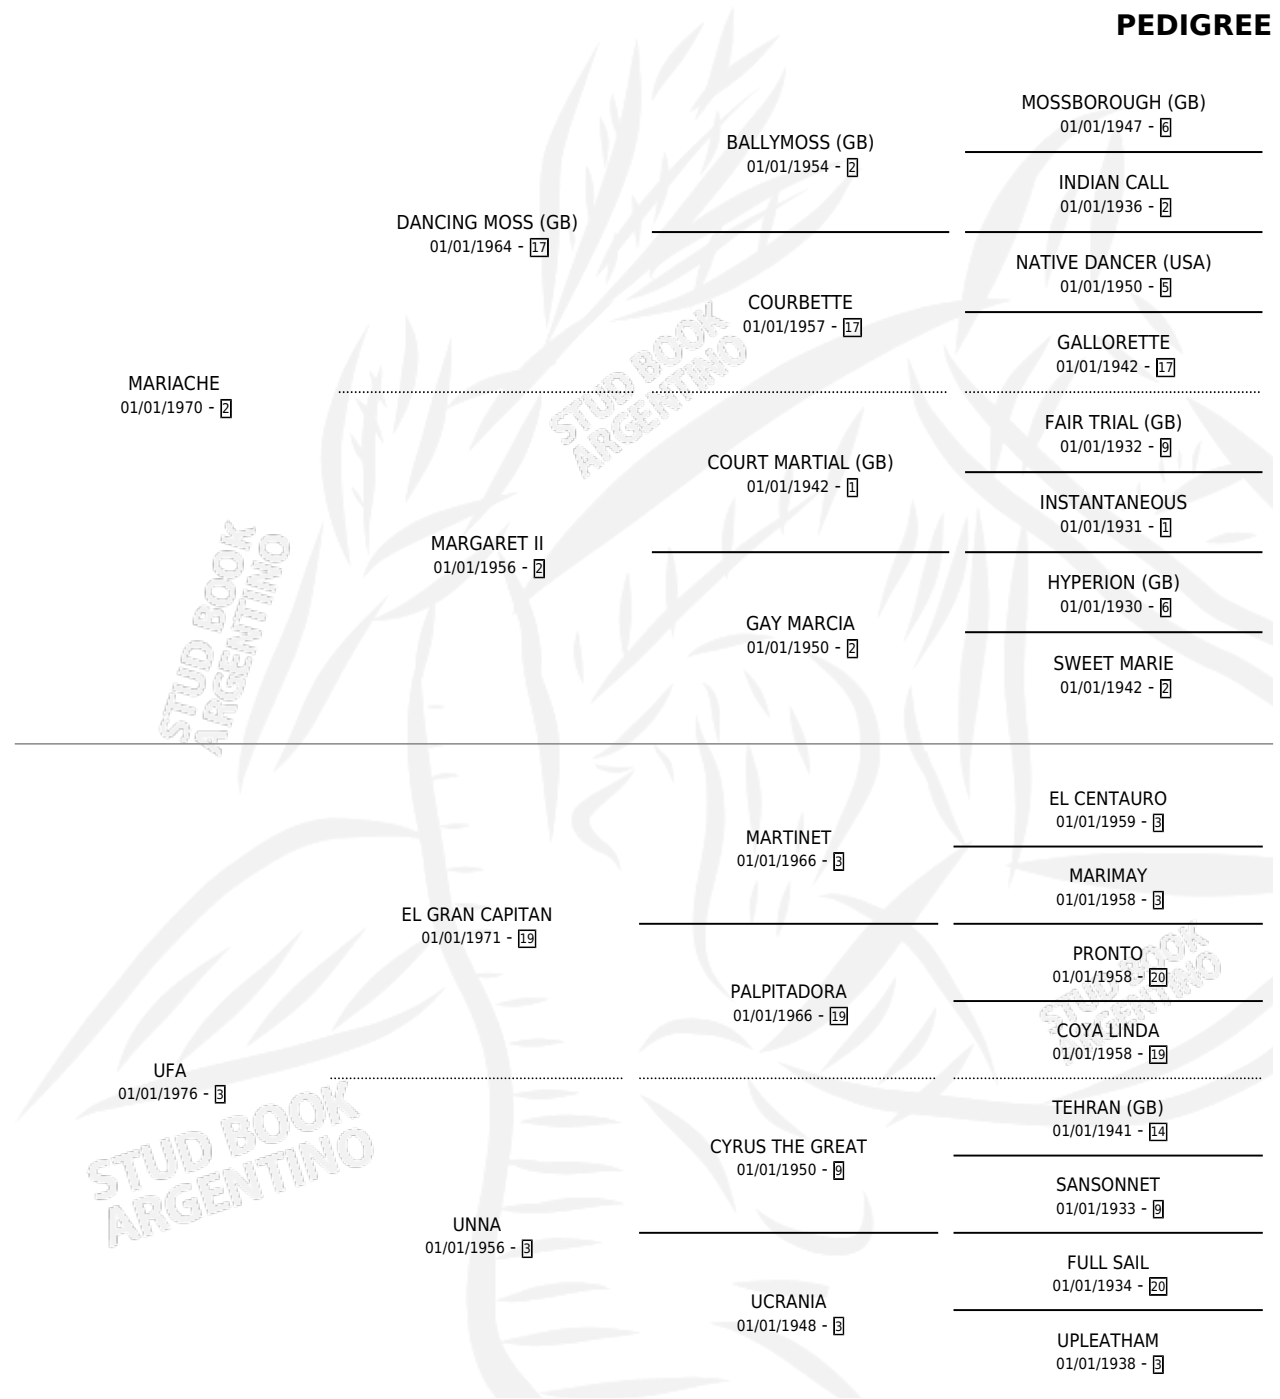 PEDIGREE
MOSSBOROUGH (GB)
01/01/1947 - 6
BALLYMOSS (GB)
01/01/1954 - 2
INDIAN CALL
01/01/1936 - 2
DANCING MOSS (GB)
01/01/1964 - 17
NATIVE DANCER (USA)
01/01/1950 - 5
COURBETTE
01/01/1957 - 17
GALLORETTE
01/01/1942 - 17
MARIACHE
01/01/1970 - 2
FAIR TRIAL (GB)
01/01/1932 - 9
COURT MARTIAL (GB)
01/01/1942 - 1
INSTANTANEOUS
01/01/1931 - 1
MARGARET II
01/01/1956 - 2
HYPERION (GB)
01/01/1930 - 6
GAY MARCIA
01/01/1950 - 2
SWEET MARIE
01/01/1942 - 2
EL CENTAURO
01/01/1959 - 3
MARTINET
01/01/1966 - 3
MARIMAY
01/01/1958 - 3
EL GRAN CAPITAN
01/01/1971 - 19
PRONTO
01/01/1958 - 20
PALPITADORA
01/01/1966 - 19
COYA LINDA
01/01/1958 - 19
UFA
01/01/1976 - 3
TEHRAN (GB)
01/01/1941 - 14
CYRUS THE GREAT
01/01/1950 - 9
SANSONNET
01/01/1933 - 9
UNNA
01/01/1956 - 3
FULL SAIL
01/01/1934 - 20
UCRANIA
01/01/1948 - 3
UPLEATHAM
01/01/1938 - 3
STUD BOOK
ARGENTINO
STUD BOOK
ARGENTINO
STUD BOOK
ARGENTINO
STUD BOOK
ARGENTINO